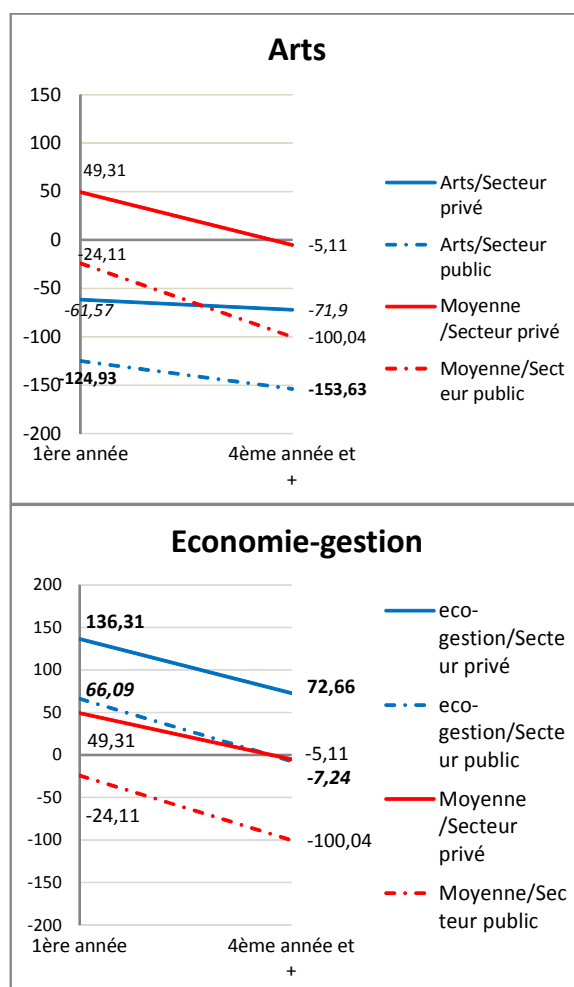 Arts
150
100
50
0
-50
-100
-150
-200
49,31
-24,11
-61,57
-124,93
-5,11
-71,9
-100,04
-153,63
1ère année
4ème année et
+
Arts/Secteur
privé
Arts/Secteur
public
Moyenne
/Secteur privé
Moyenne/Sect
eur public
Economie-gestion
200
150
100
50
0
-50
-100
-150
-200
136,31
66,09
49,31
-24,11
72,66
-5,11
-7,24
-100,04
1ère année
4ème année et
+
eco-
gestion/Secte
ur privé
eco-
gestion/Secte
ur public
Moyenne
/Secteur
privé
Moyenne/Sec
teur public